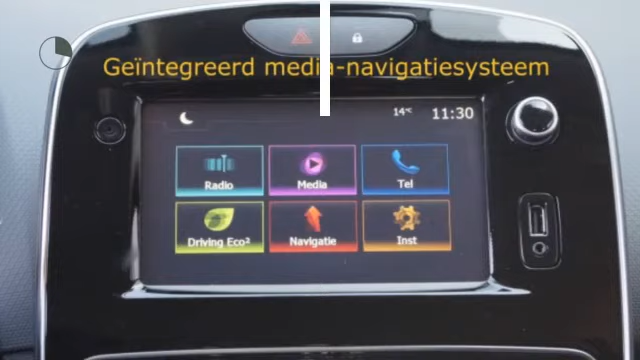 Geïntegreerd media-navigatiesysteem
14°C 11:30
Radio Media Tel
Driving Eco² Navigatie Inst